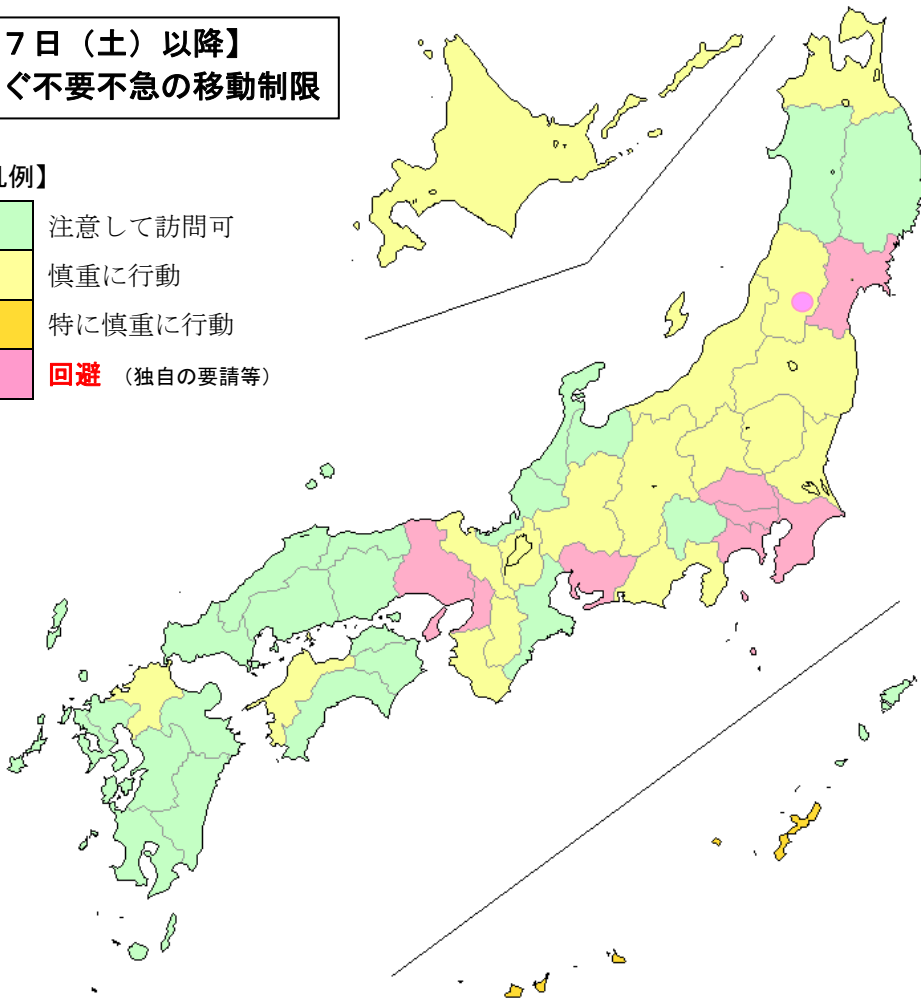 ７日（土）以降】
ぐ不要不急の移動制限
例】
注意して訪問可
慎重に行動
特に慎重に行動
回避 （独自の要請等）